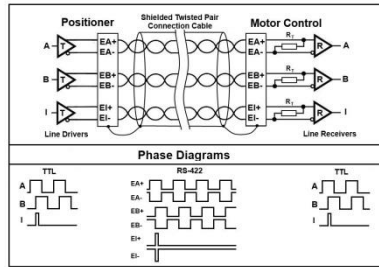 Positioner
Shielded Twisted Pair
Connection Cable
Motor Control
A
T
EA+
EA-
EA+
EA-
RT
R
A
B
T
EB+
EB-
EB+
EB-
RT
R
B
I
T
EI+
EI-
EI+
EI-
RT
R
I
Line Drivers
Line Receivers
Phase Diagrams
TTL
A
B
I
RS-422
EA+
EA-
EB+
EB-
EI+
EI-
TTL
A
B
I